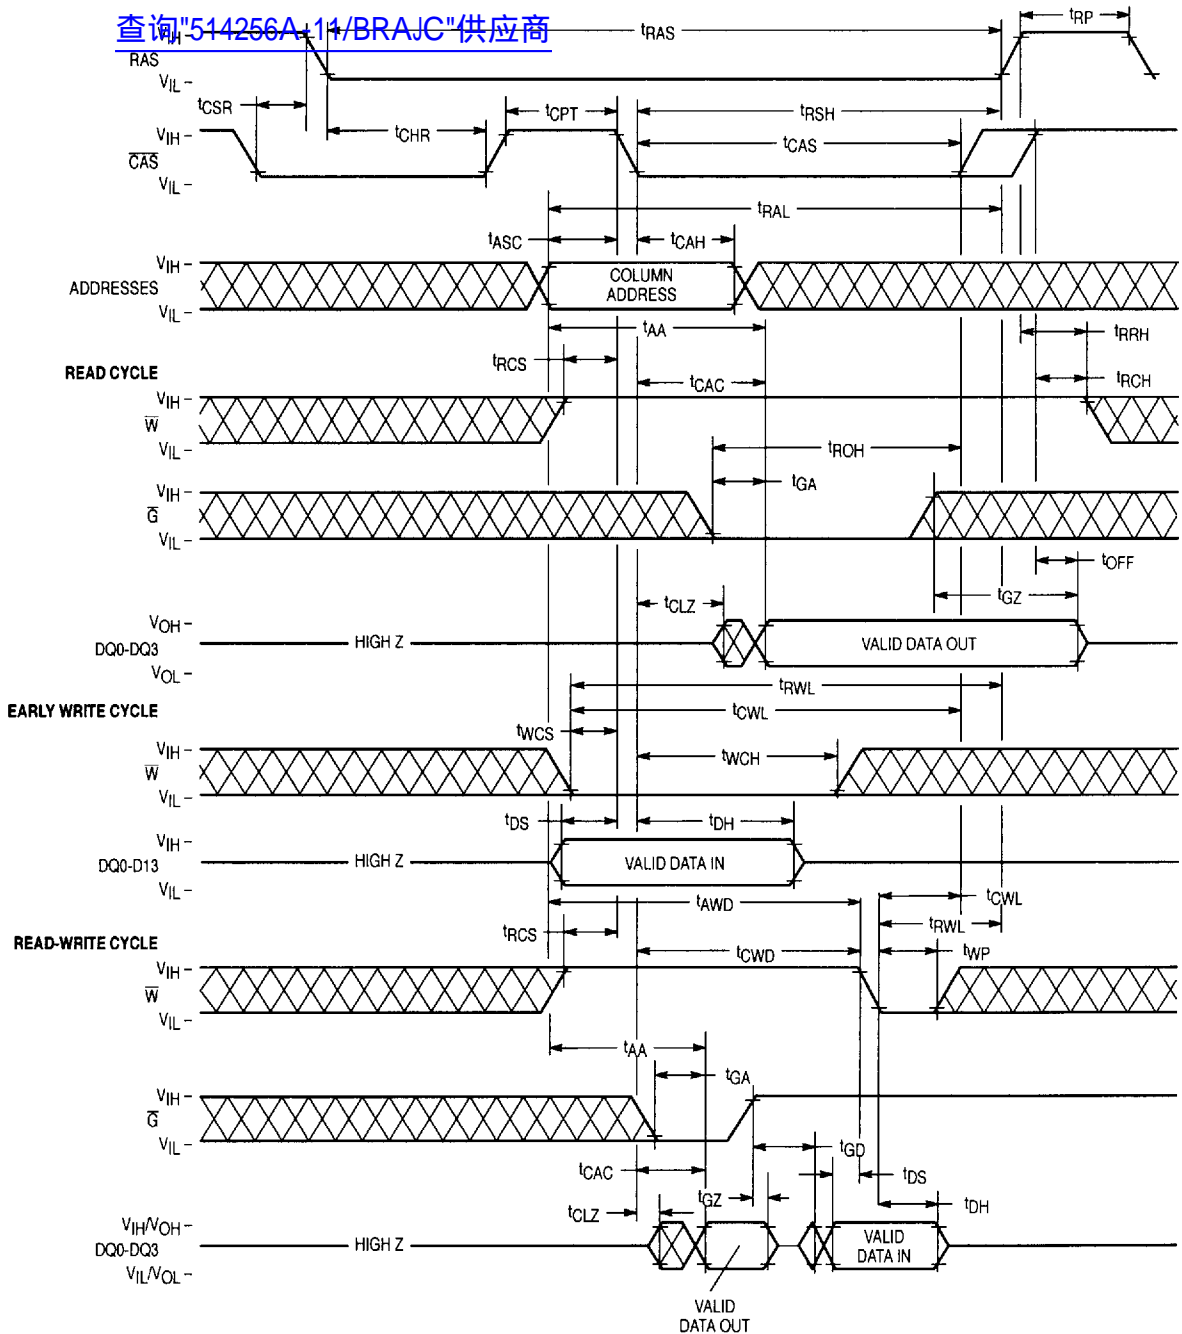 查询"514256A-11/BRAJC"供应商
VIH
RAS
VIL
tRAS
tRP
tCSR
tCHR
tCPT
tRSH
tCAS
VIH
CAS
VIL
tRAL
tASC
tCAH
VIH
ADDRESSES
VIL
COLUMN
ADDRESS
tAA
tRRH
tRCS
READ CYCLE
tCAC
tRCH
VIH
W
VIL
tROH
tGA
VIH
G
VIL
tOFF
tGZ
tCLZ
VOH
DQ0-DQ3
VOL
HIGH Z
VALID DATA OUT
tRWL
EARLY WRITE CYCLE
tCWL
tWCS
tWCH
VIH
W
VIL
tDS
tDH
VIH
DQ0-D13
VIL
HIGH Z
VALID DATA IN
tAWD
tCWL
tRWL
tRCS
READ-WRITE CYCLE
tCWD
tWP
VIH
W
VIL
tAA
tGA
VIH
G
VIL
tGD
tCAC
tDS
tGZ
tDH
tCLZ
VIH/VOH
DQ0-DQ3
VIL/VOL
HIGH Z
VALID
DATA IN
VALID
DATA OUT